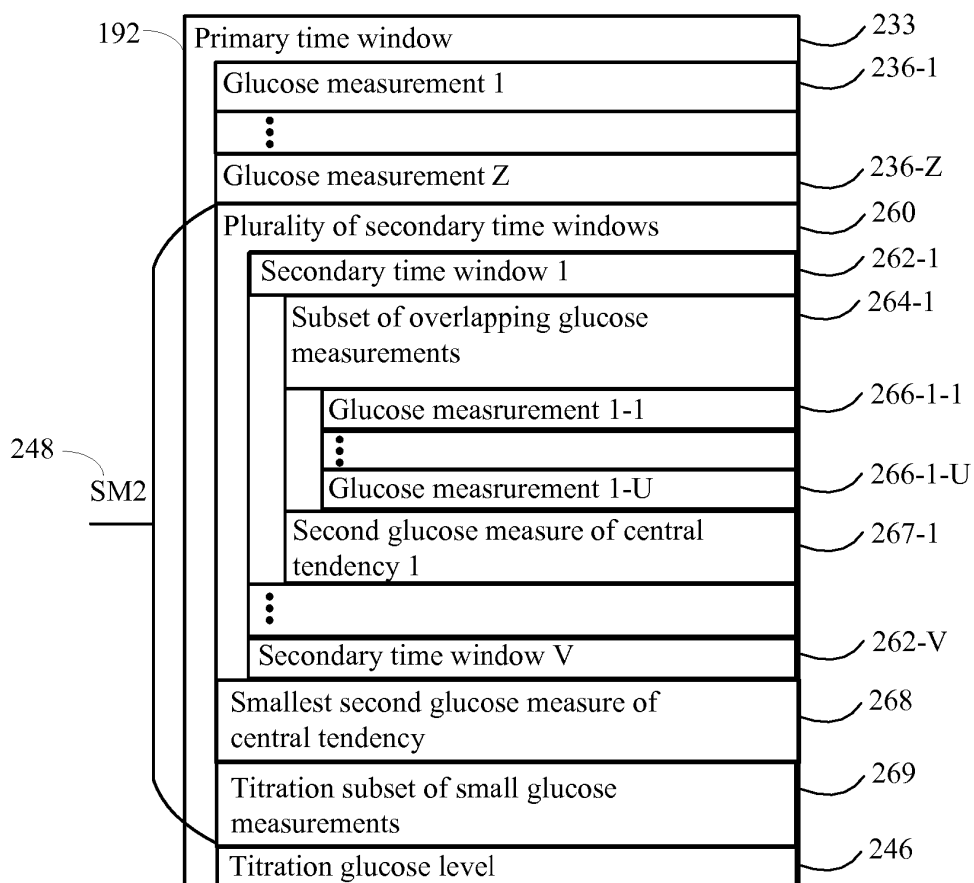 192
Primary time window
233
Glucose measurement 1
236-1
Glucose measurement Z
236-Z
Plurality of secondary time windows
260
Secondary time window 1
262-1
Subset of overlapping glucose
measurements
264-1
Glucose measrurement 1-1
266-1-1
Glucose measrurement 1-U
266-1-U
248
SM2
Second glucose measure of central
tendency 1
267-1
Secondary time window V
262-V
Smallest second glucose measure of
central tendency
268
Titration subset of small glucose
measurements
269
Titration glucose level
246